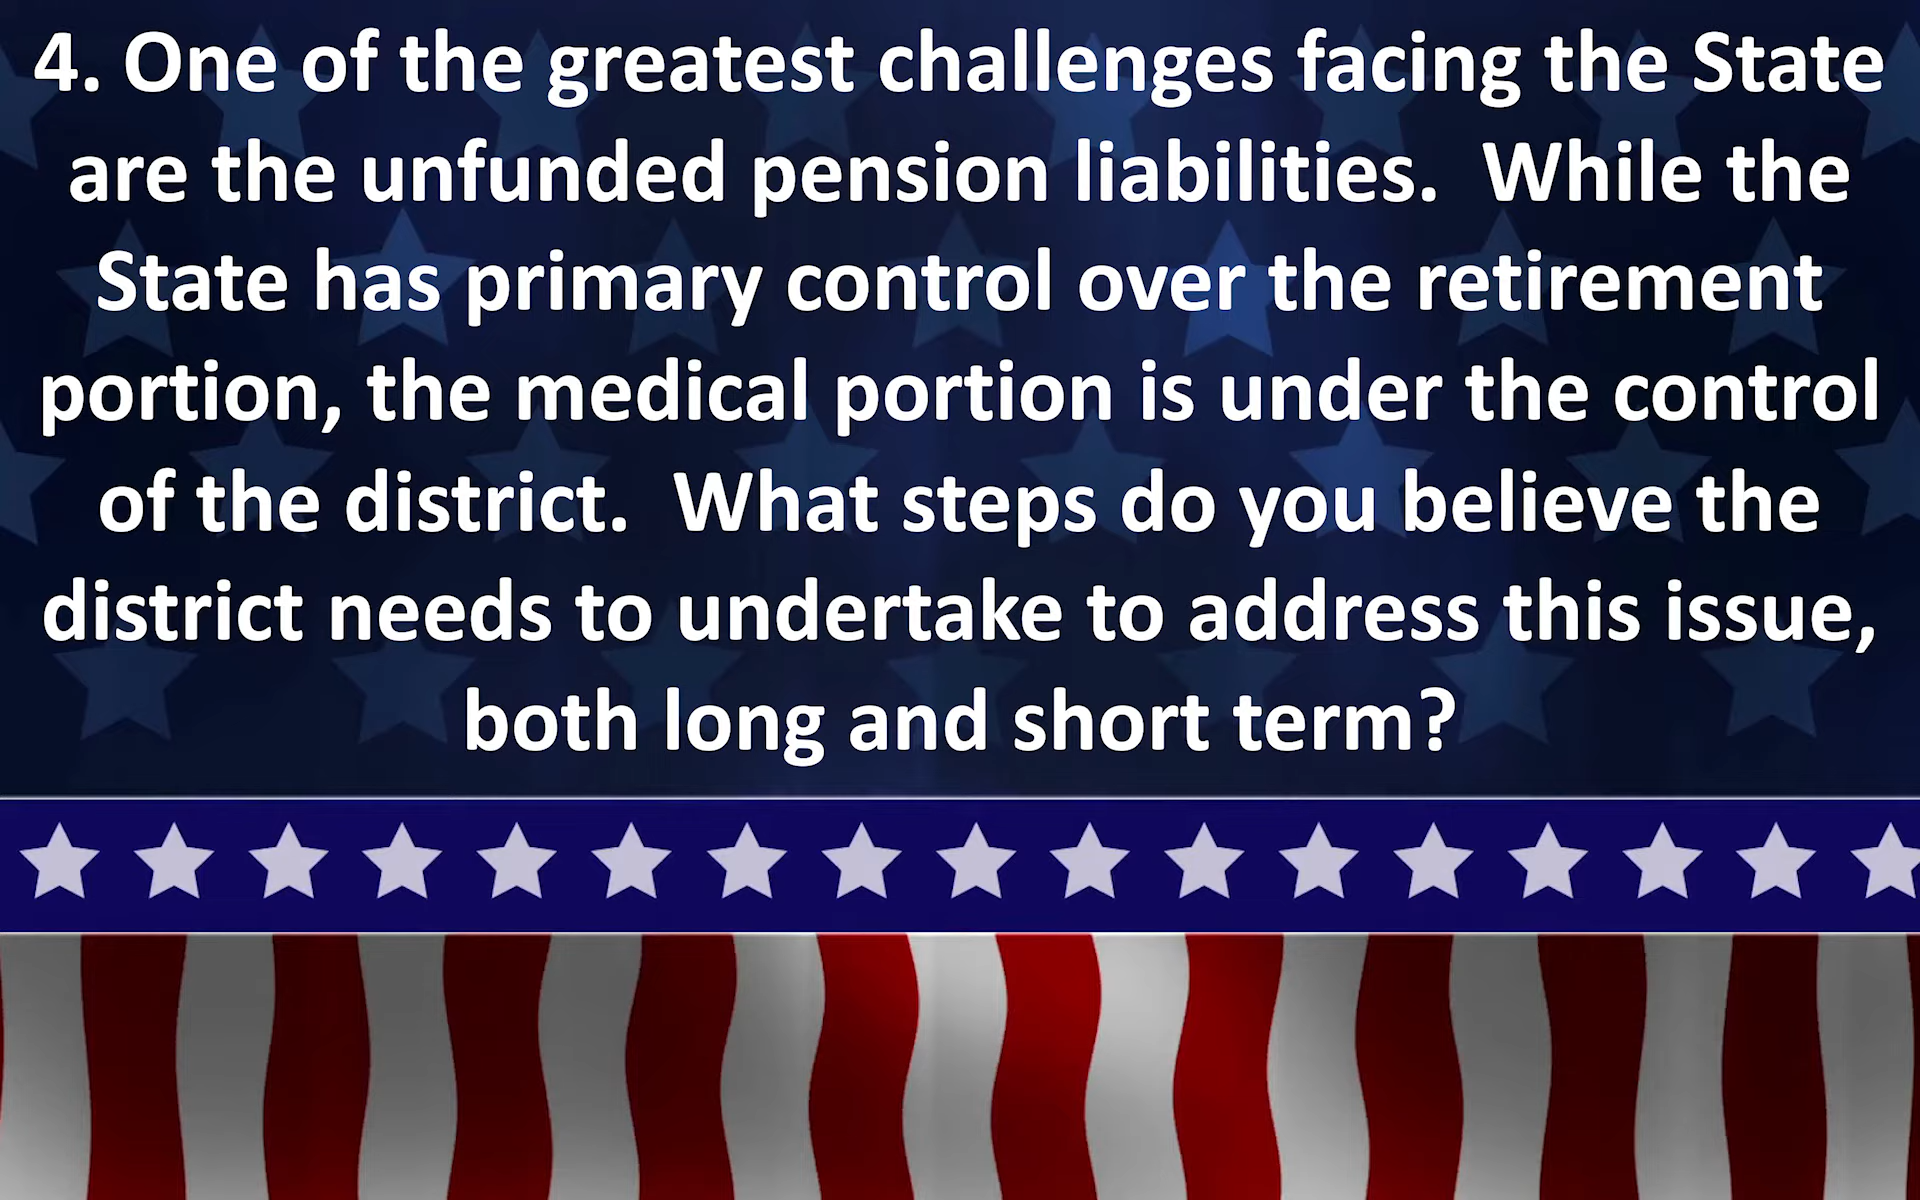 4. One of the greatest challenges facing the State
are the unfunded pension liabilities.  While the
State has primary control over the retirement
portion, the medical portion is under the control
of the district.  What steps do you believe the
district needs to undertake to address this issue,
both long and short term?